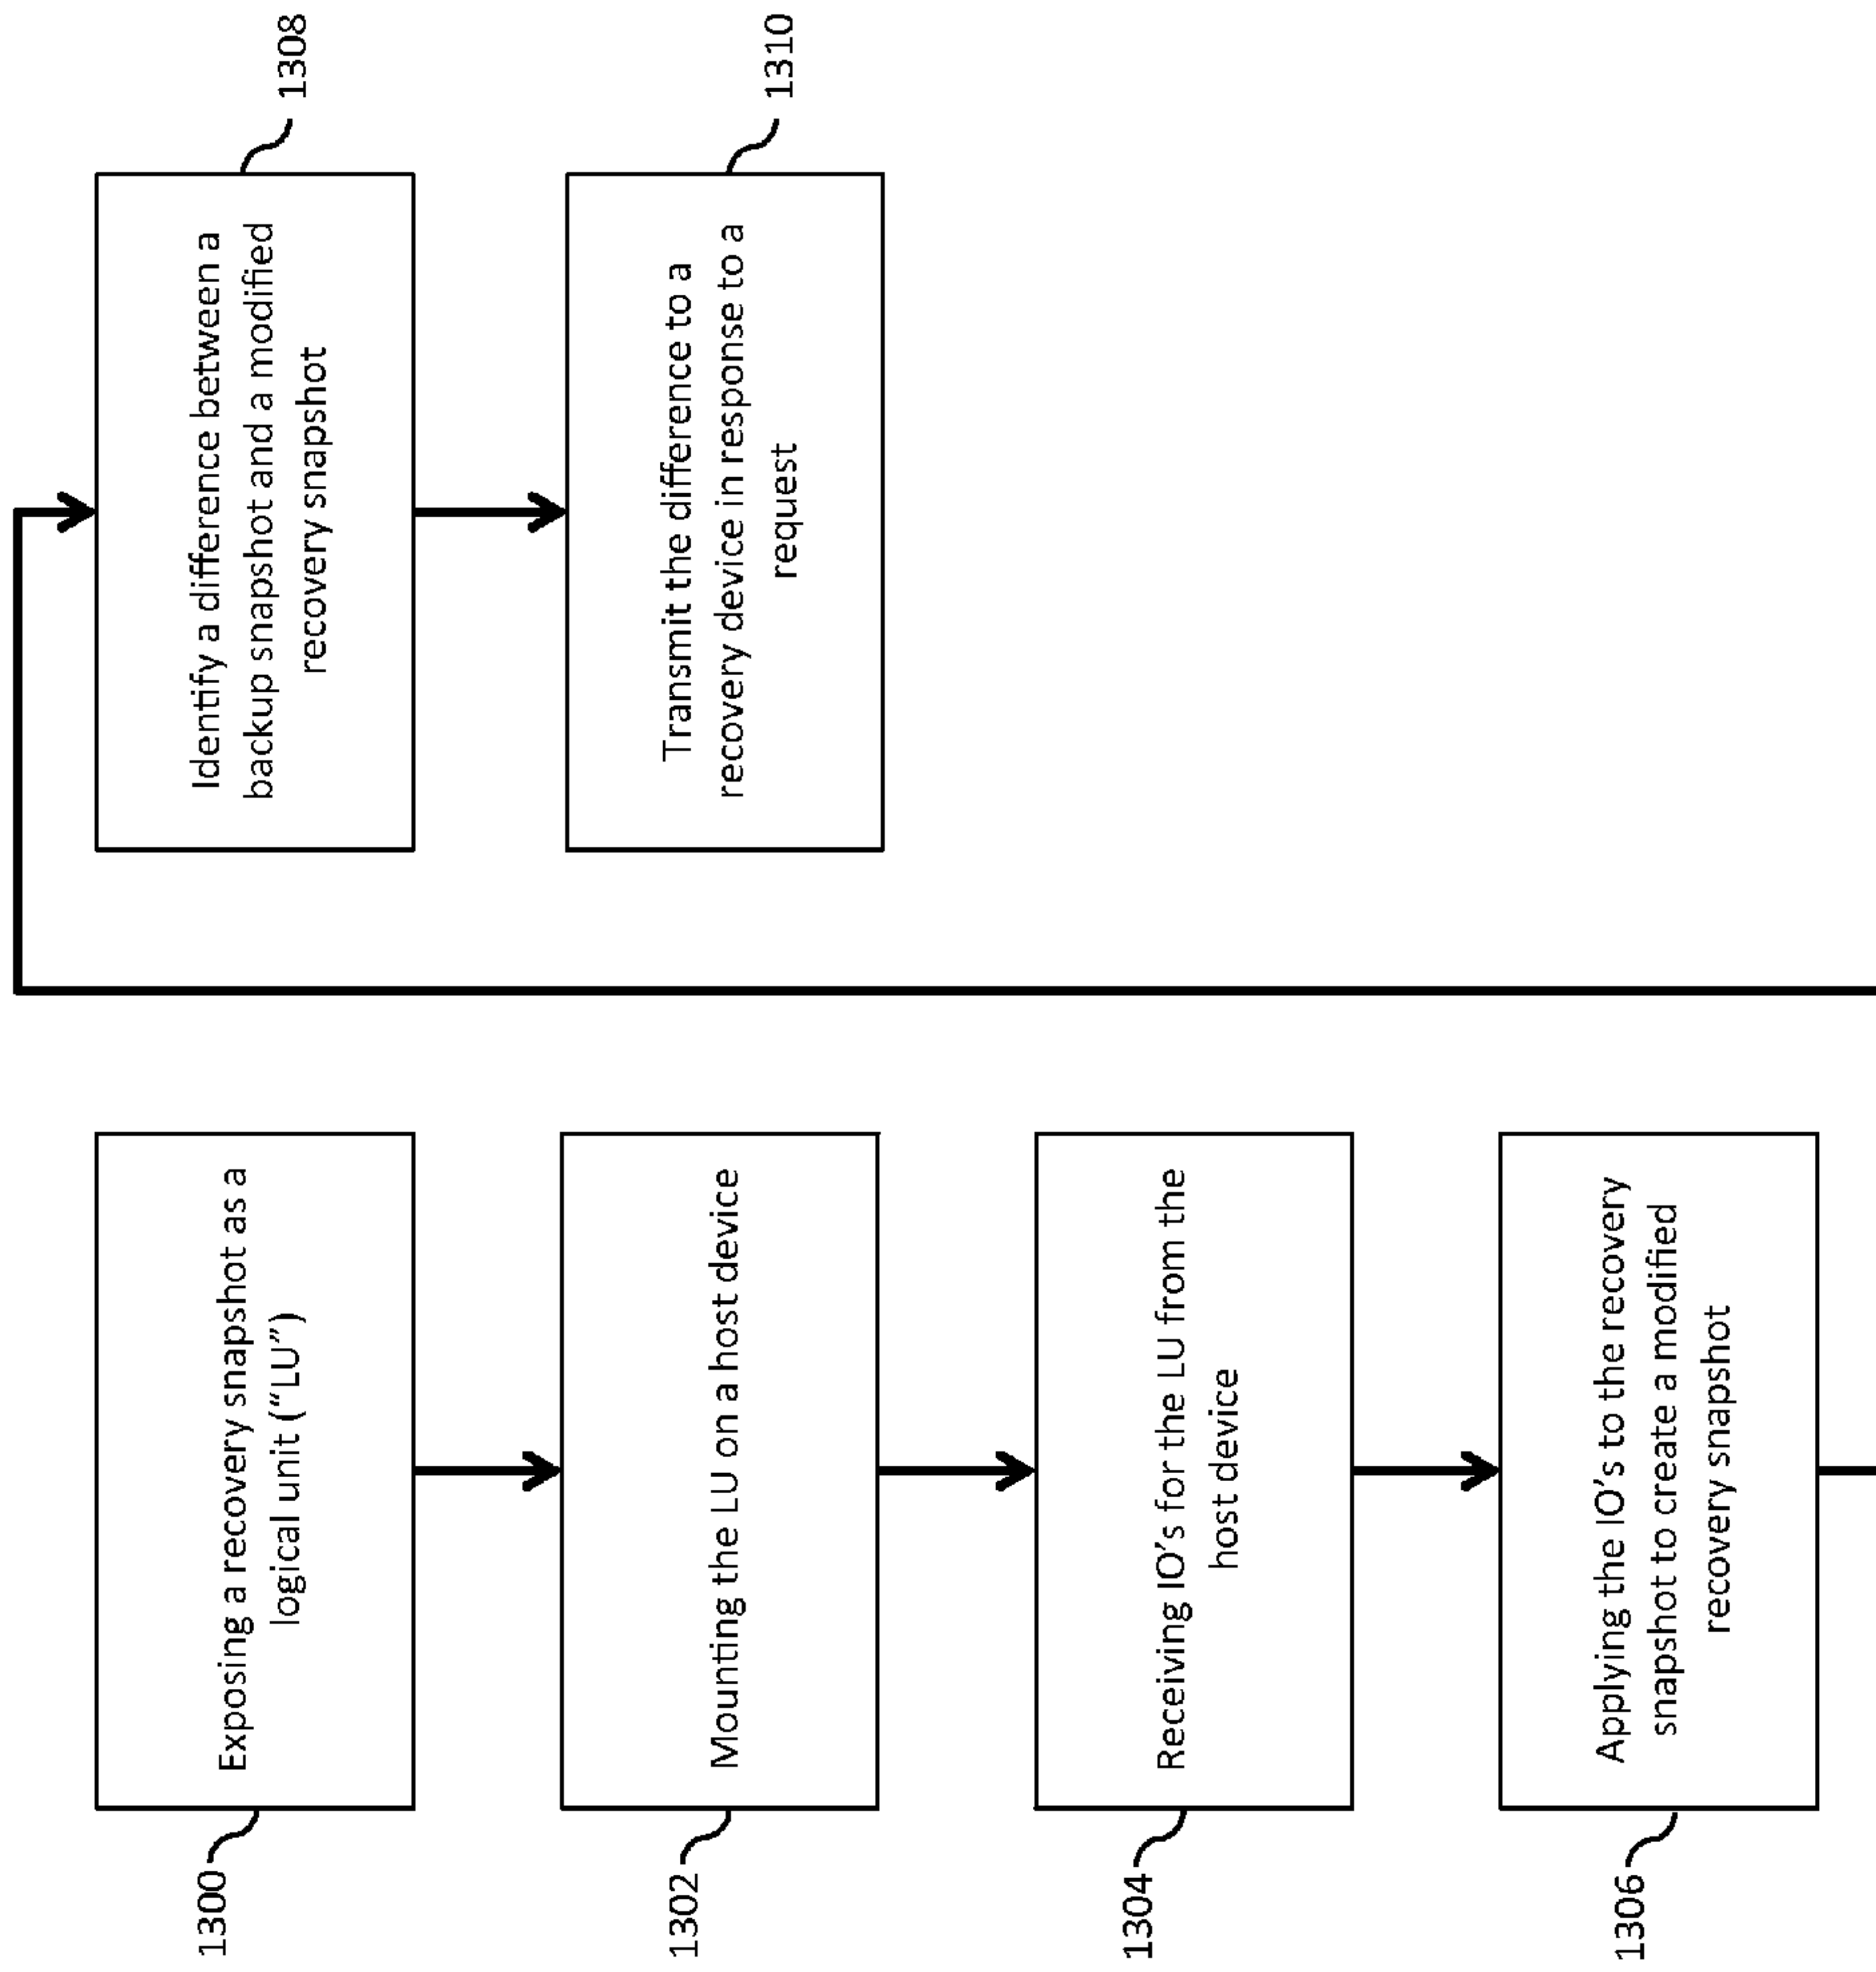 1300
Exposing a recovery snapshot as a
logical unit (“LU”)
1302
Mounting the LU on a host device
1304
Receiving IO’s for the LU from the
host device
1306
Applying the IO’s to the recovery
snapshot to create a modified
recovery snapshot
1308
Identify a difference between a
backup snapshot and a modified
recovery snapshot
1310
Transmit the difference to a
recovery device in response to a
request